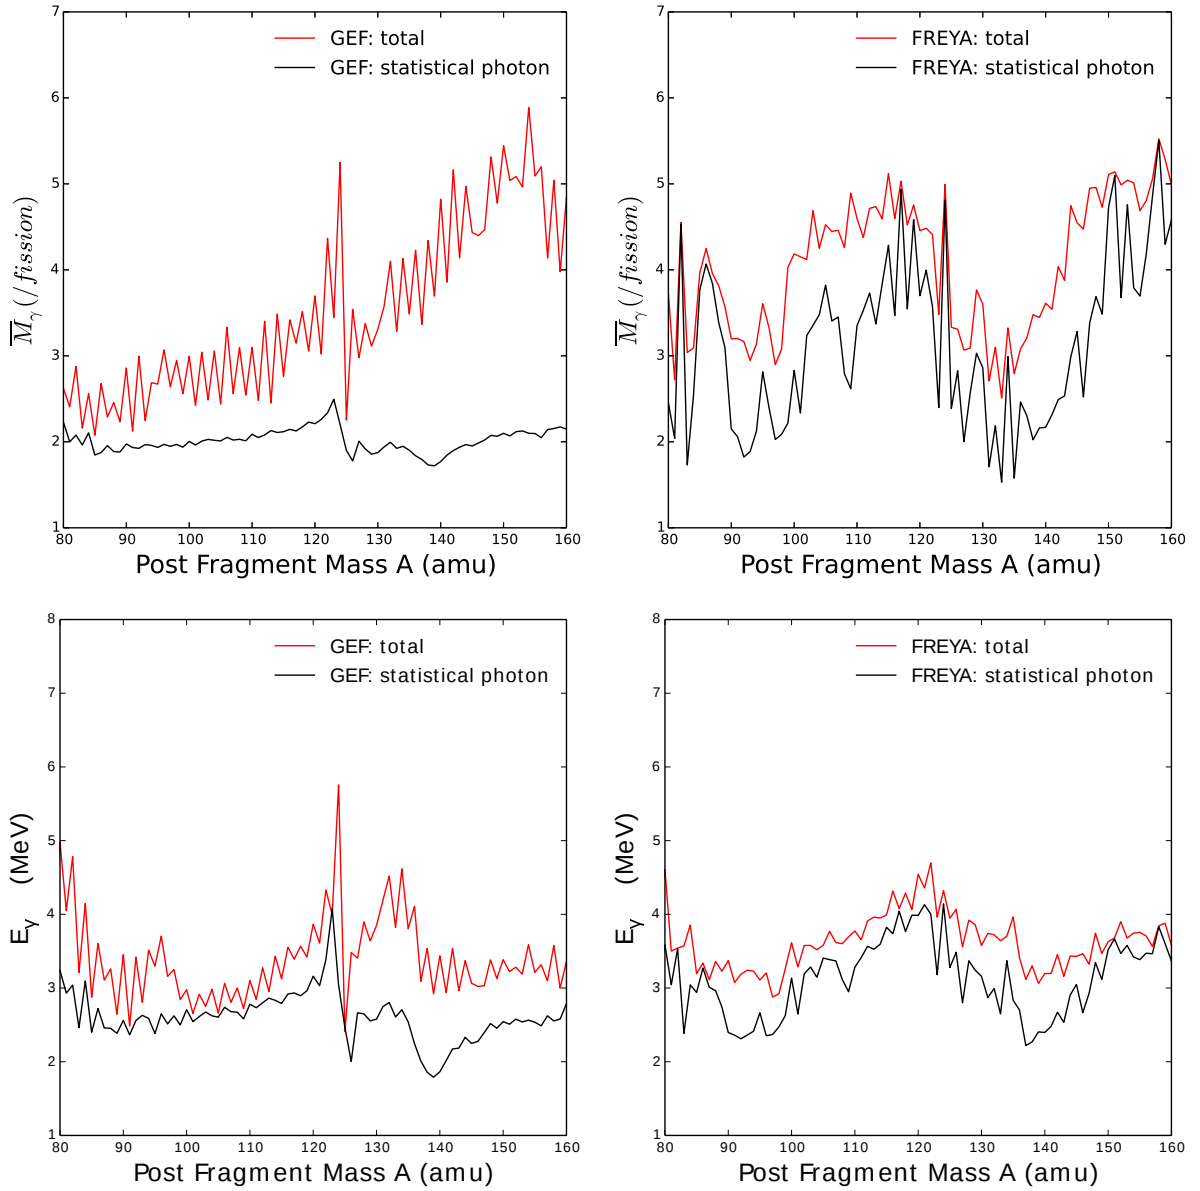 7
6
5
4
3
2
1
80 90 100 110 120 130 140 150 160
M̅γ (/fission)
Post Fragment Mass A (amu)
GEF: total
GEF: statistical photon
7
6
5
4
3
2
1
80 90 100 110 120 130 140 150 160
M̅γ (/fission)
Post Fragment Mass A (amu)
FREYA: total
FREYA: statistical photon
8
7
6
5
4
3
2
1
80 90 100 110 120 130 140 150 160
Eγ (MeV)
Post Fragment Mass A (amu)
GEF: total
GEF: statistical photon
8
7
6
5
4
3
2
1
80 90 100 110 120 130 140 150 160
Eγ (MeV)
Post Fragment Mass A (amu)
FREYA: total
FREYA: statistical photon